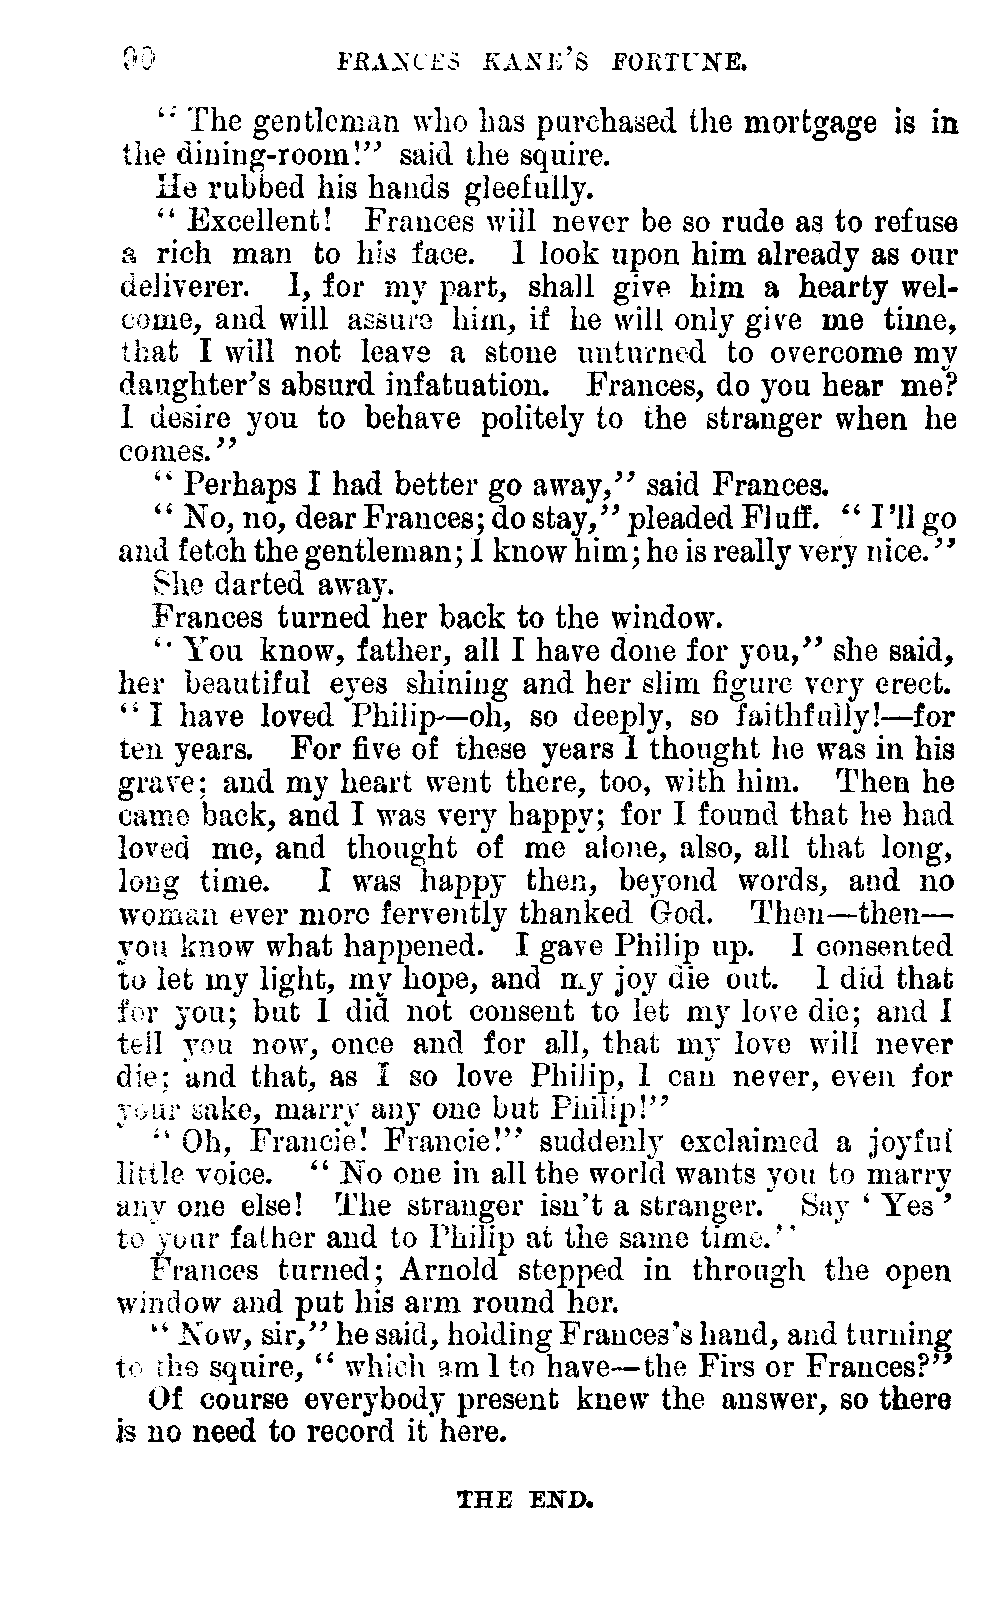 90 FRANCES KANE'S FORTUNE.
"The gentleman who has purchased the mortgage is in
the dining-room!" said the squire.
He rubbed his hands gleefully.
"Excellent! Frances will never be so rude as to refuse
a rich man to his face. I look upon him already as our
deliverer. I, for my part, shall give him a hearty wel-
come, and will assure him, if he will only give me time,
that I will not leave a stone unturned to overcome my
daughter's absurd infatuation. Frances, do you hear me?
I desire you to behave politely to the stranger when he
comes."
"Perhaps I had better go away," said Frances.
"No, no, dear Frances; do stay," pleaded Fluff. "I'll go
and fetch the gentleman; I know him; he is really very nice."
She darted away.
Frances turned her back to the window.
"You know, father, all I have done for you," she said,
her beautiful eyes shining and her slim figure very erect.
"I have loved Philip—oh, so deeply, so faithfully!—for
ten years. For five of these years I thought he was in his
grave; and my heart went there, too, with him. Then he
came back, and I was very happy; for I found that he had
loved me, and thought of me alone, also, all that long,
long time. I was happy then, beyond words, and no
woman ever more fervently thanked God. Then—then—
you know what happened. I gave Philip up. I consented
to let my light, my hope, and my joy die out. I did that
for you; but I did not consent to let my love die; and I
tell you now, once and for all, that my love will never
die; and that, as I so love Philip, I can never, even for
your sake, marry any one but Philip!"
"Oh, Francie! Francie!" suddenly exclaimed a joyful
little voice. "No one in all the world wants you to marry
any one else! The stranger isn't a stranger. Say 'Yes'
to your father and to Philip at the same time."
Frances turned; Arnold stepped in through the open
window and put his arm round her.
"Now, sir," he said, holding Frances's hand, and turning
to the squire, "which am I to have—the Firs or Frances?"
Of course everybody present knew the answer, so there
is no need to record it here.
THE END.